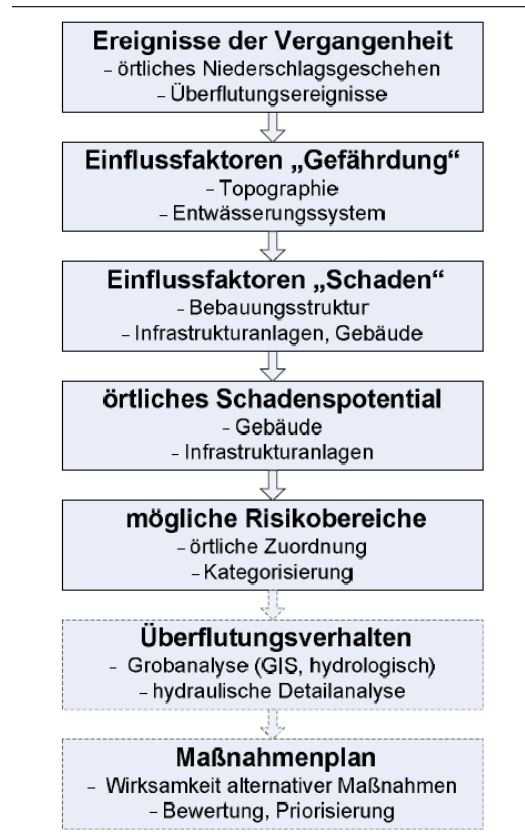 Ereignisse der Vergangenheit
– örtliches Niederschlagsgeschehen
– Überflutungsereignisse
Einflussfaktoren „Gefährdung“
– Topographie
– Entwässerungssystem
Einflussfaktoren „Schaden“
– Bebauungsstruktur
– Infrastrukturanlagen, Gebäude
örtliches Schadenspotential
– Gebäude
– Infrastrukturanlagen
mögliche Risikobereiche
– örtliche Zuordnung
– Kategorisierung
Überflutungsverhalten
– Grobanalyse (GIS, hydrologisch)
– hydraulische Detailanalyse
Maßnahmenplan
– Wirksamkeit alternativer Maßnahmen
– Bewertung, Priorisierung